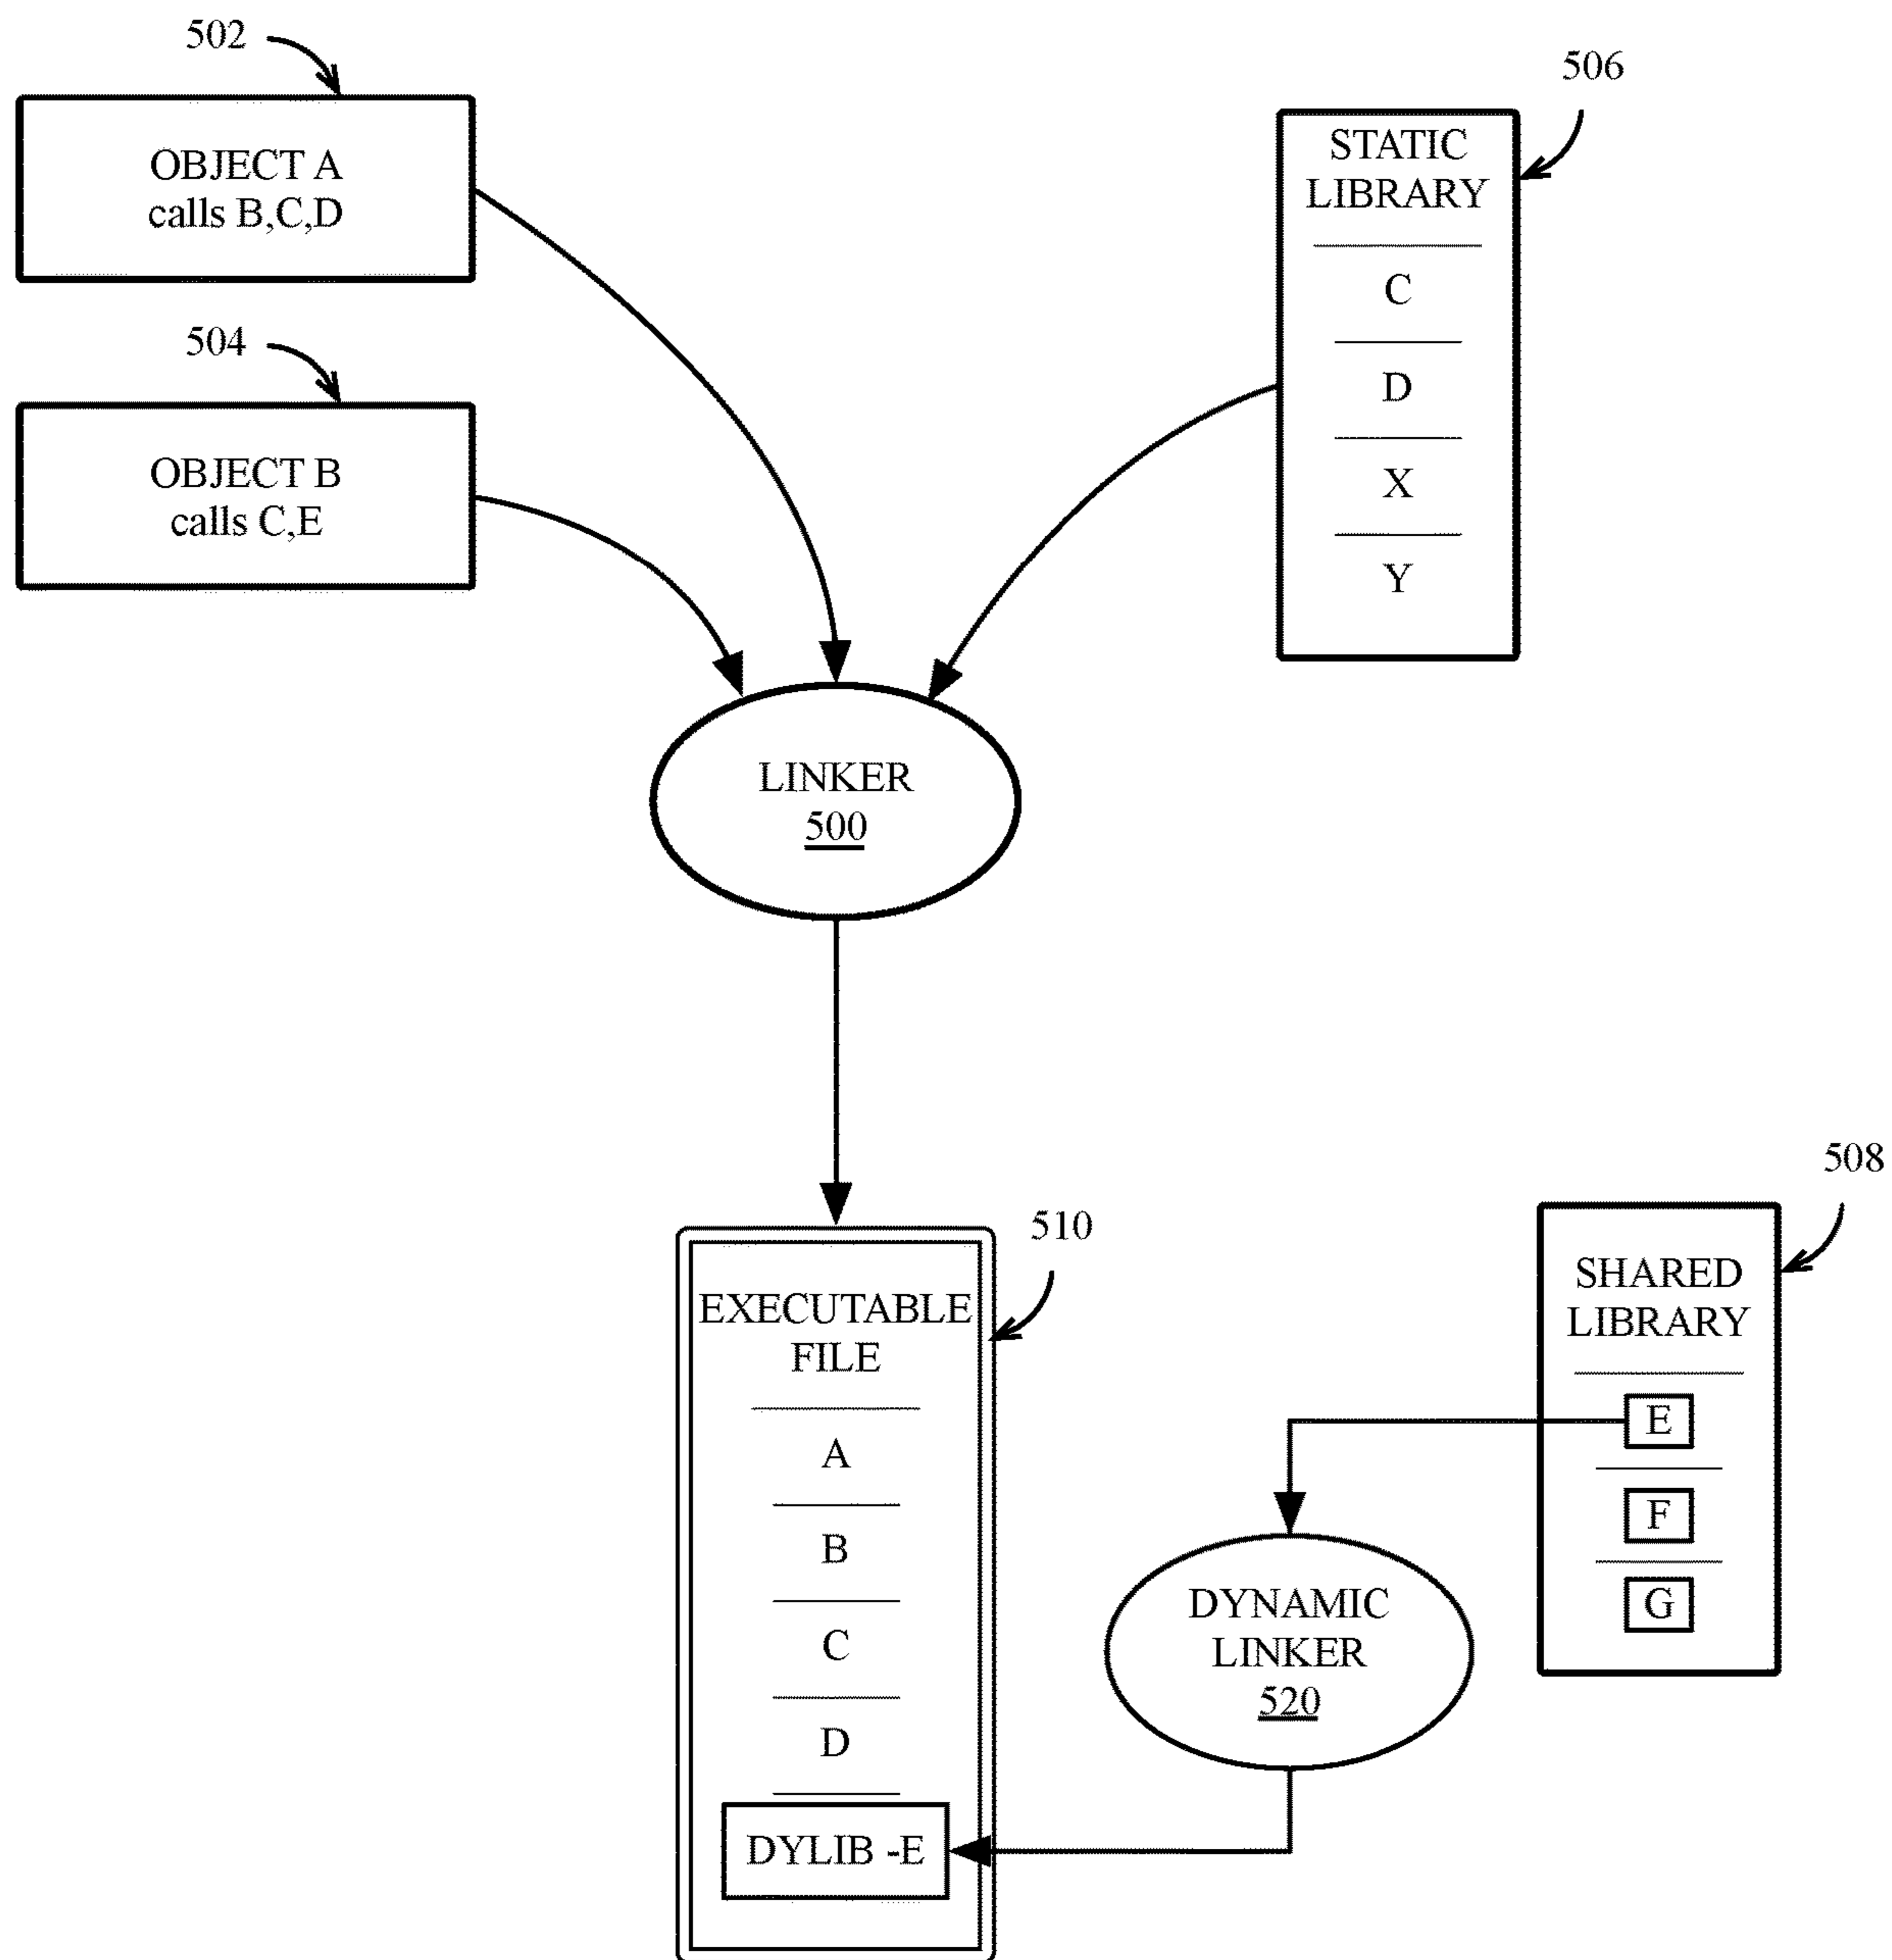 502
OBJECT A
calls B,C,D
504
OBJECT B
calls C,E
506
STATIC
LIBRARY
C
D
X
Y
LINKER
500
510
EXECUTABLE
FILE
A
B
C
D
DYLIB -E
508
SHARED
LIBRARY
E
F
G
DYNAMIC
LINKER
520